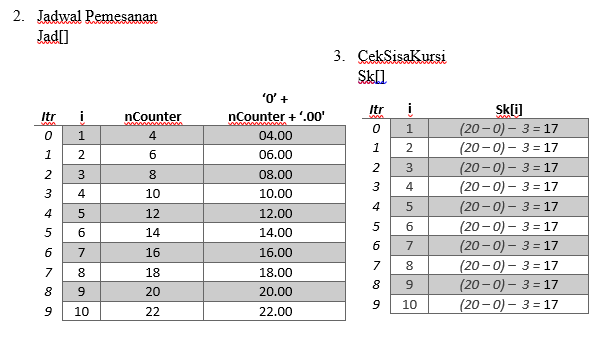 2. Jadwal Pemesanan
Jad[]
Itr i nCounter '0' + nCounter + '.00'
0 1 4 04.00
1 2 6 06.00
2 3 8 08.00
3 4 10 10.00
4 5 12 12.00
5 6 14 14.00
6 7 16 16.00
7 8 18 18.00
8 9 20 20.00
9 10 22 22.00
3. CekSisaKursi
Sk[]
Itr i Sk[i]
0 1 (20 – 0) – 3 = 17
1 2 (20 – 0) – 3 = 17
2 3 (20 – 0) – 3 = 17
3 4 (20 – 0) – 3 = 17
4 5 (20 – 0) – 3 = 17
5 6 (20 – 0) – 3 = 17
6 7 (20 – 0) – 3 = 17
7 8 (20 – 0) – 3 = 17
8 9 (20 – 0) – 3 = 17
9 10 (20 – 0) – 3 = 17